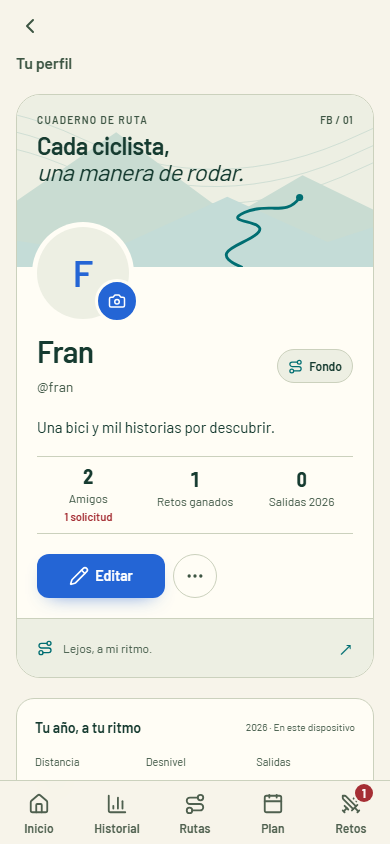 Tu perfil
CUADERNO DE RUTA
FB / 01
Cada ciclista,
una manera de rodar.
F
Fran
@fran
Fondo
Una bici y mil historias por descubrir.
2
Amigos
1 solicitud
1
Retos ganados
0
Salidas 2026
Editar
Lejos, a mi ritmo.
Tu año, a tu ritmo
2026 · En este dispositivo
Distancia
Desnivel
Salidas
Inicio
Historial
Rutas
Plan
1
Retos